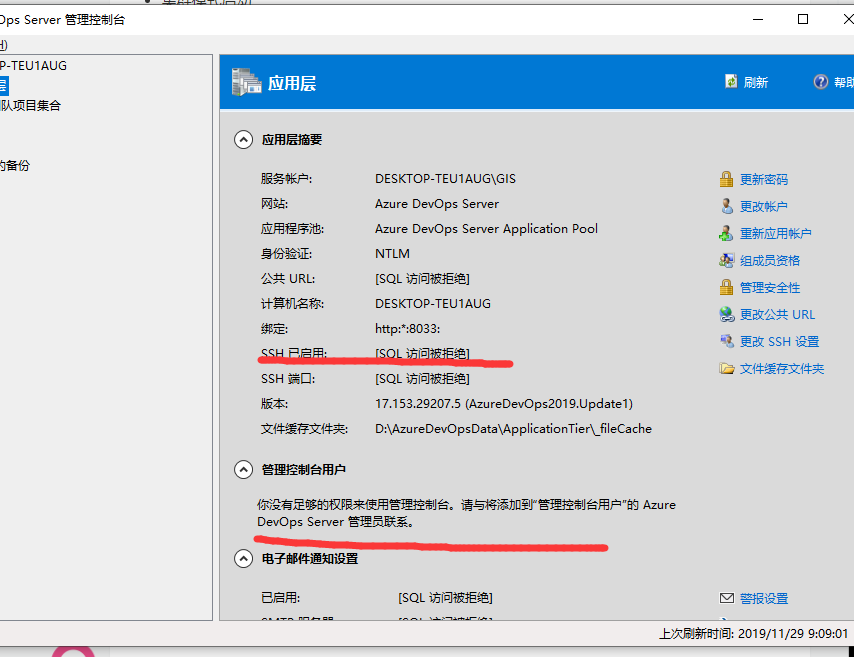 Ops Server 管理控制台
P-TEU1AUG
层
队项目集合
的备份
应用层
刷新
帮助
应用层摘要
服务帐户: DESKTOP-TEU1AUG\GIS
更新密码
网站: Azure DevOps Server
更改帐户
应用程序池: Azure DevOps Server Application Pool
重新应用帐户
身份验证: NTLM
组成员资格
公共 URL: [SQL 访问被拒绝]
管理安全性
计算机名称: DESKTOP-TEU1AUG
更改公共 URL
绑定: http:*:8033:
更改 SSH 设置
SSH 已启用: [SQL 访问被拒绝]
文件缓存文件夹
SSH 端口: [SQL 访问被拒绝]
版本: 17.153.29207.5 (AzureDevOps2019.Update1)
文件缓存文件夹: D:\AzureDevOpsData\ApplicationTier\_fileCache
管理控制台用户
你没有足够的权限来使用管理控制台。请与将添加到"管理控制台用户"的 Azure
DevOps Server 管理员联系。
电子邮件通知设置
已启用: [SQL 访问被拒绝]
警报设置
上次刷新时间: 2019/11/29 9:09:01